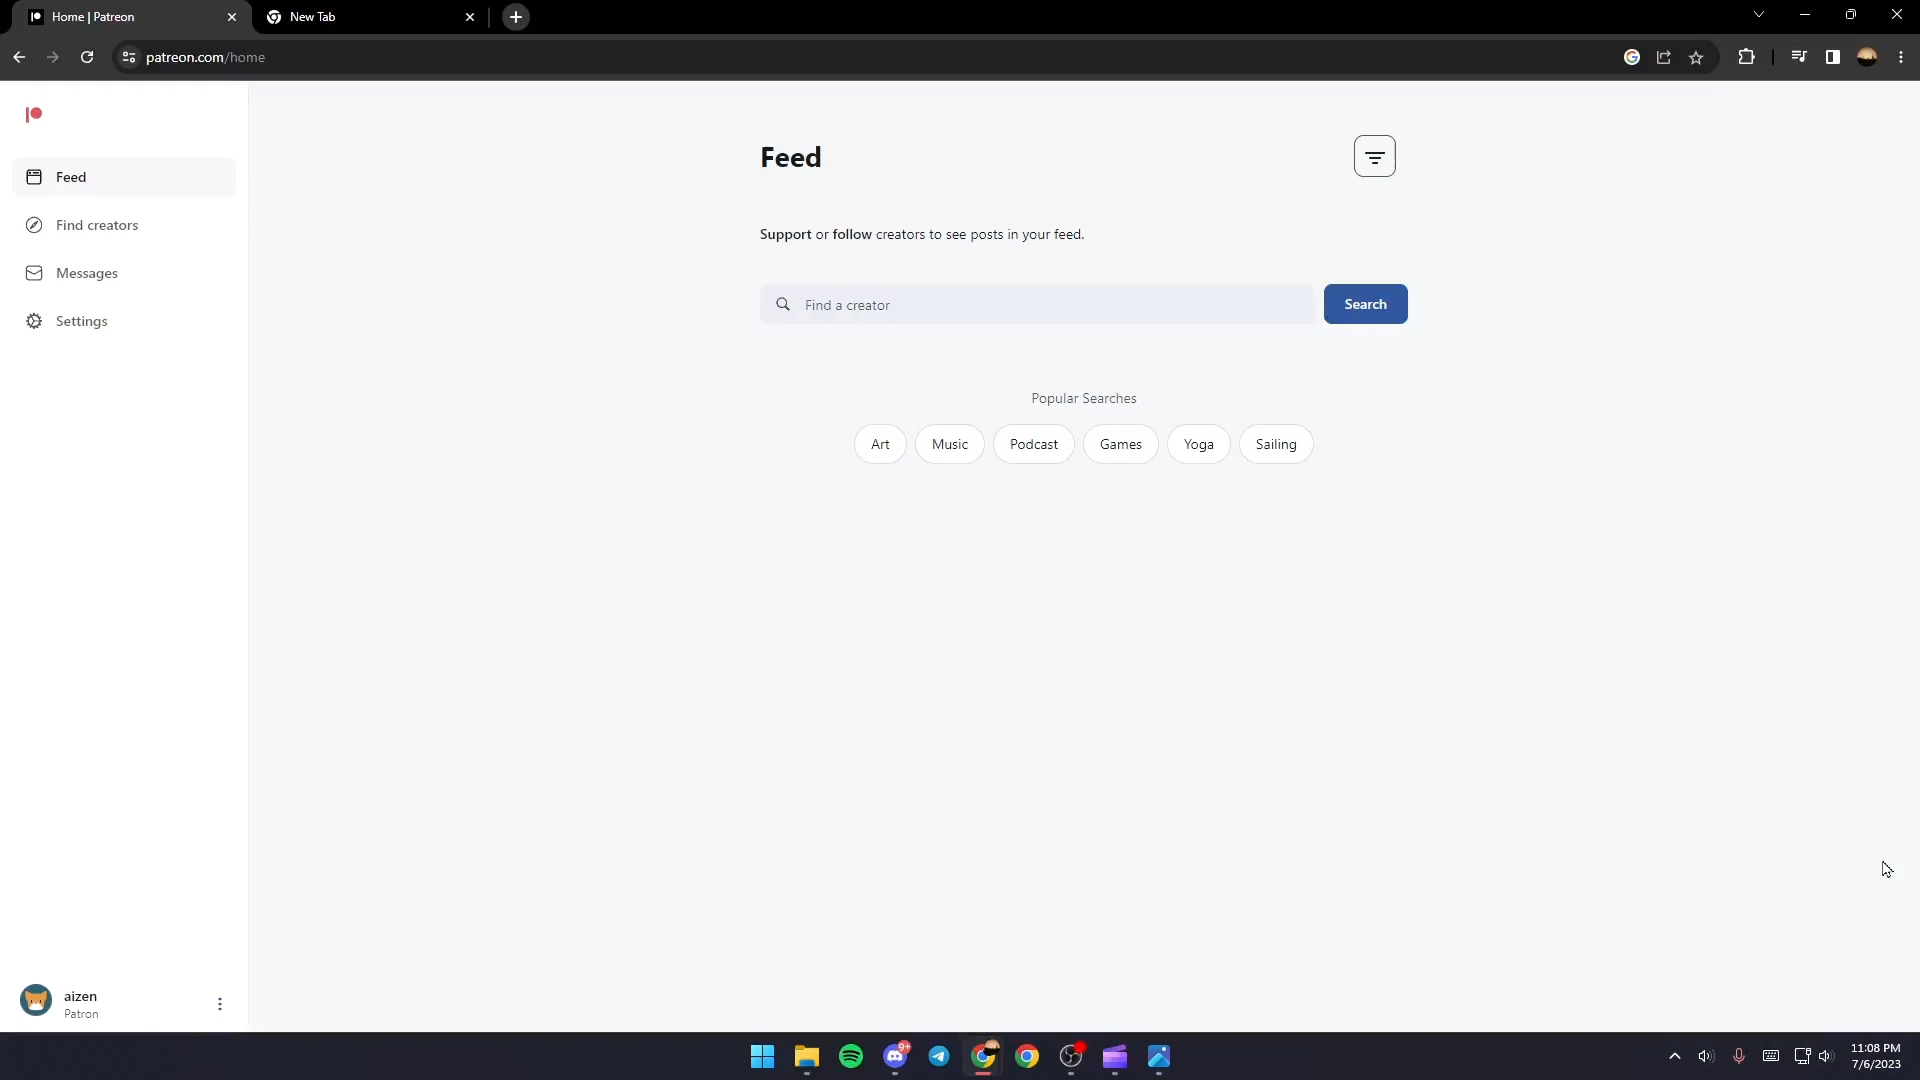 Home | Patreon
New Tab
patreon.com/home
Feed
Find creators
Messages
Settings
Feed
Support or follow creators to see posts in your feed.
Find a creator
Search
Popular Searches
Art
Music
Podcast
Games
Yoga
Sailing
aizen
Patron
9+
11:08 PM
7/6/2023